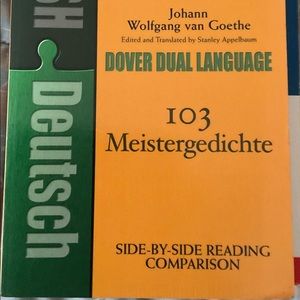 SH
Deutsch
Johann
Wolfgang van Goethe
Edited and Translated by Stanley Appelbaum
DOVER DUAL LANGUAGE
103
Meistergedichte
SIDE-BY-SIDE READING
COMPARISON